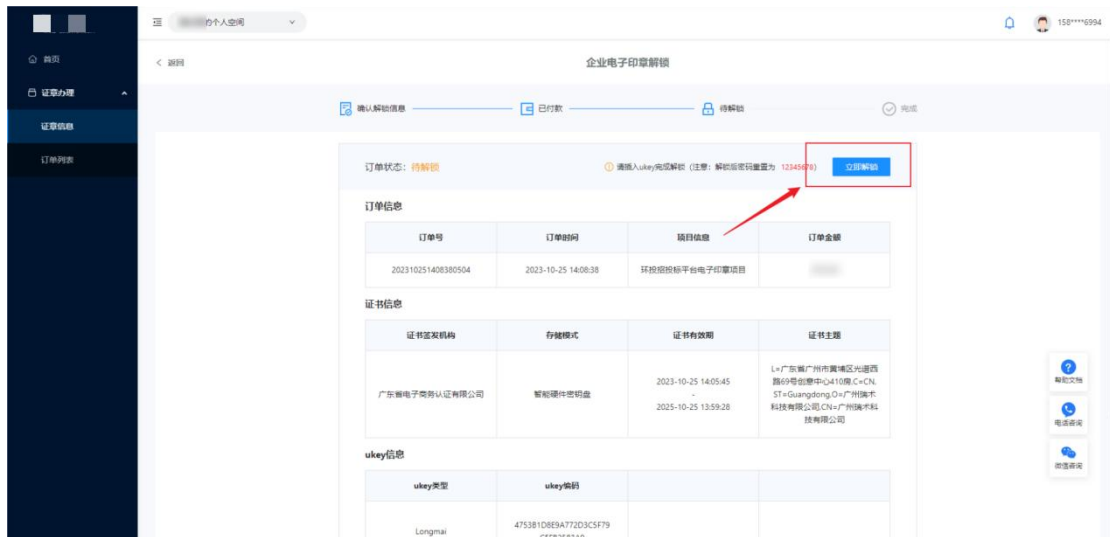 的个人空间
158****6994
首页
证章办理
证章信息
订单列表
< 返回
企业电子印章解锁
确认解锁信息
已付款
待解锁
完成
订单状态：待解锁
请插入ukey完成解锁（注意：解锁后密码重置为 12345678）
立即解锁
订单信息
订单号
订单时间
项目信息
订单金额
202310251408380504
2023-10-25 14:08:38
环投招投标平台电子印章项目
证书信息
证书签发机构
存储模式
证书有效期
证书主题
广东省电子商务认证有限公司
智能硬件密钥盘
2023-10-25 14:05:45
-
2025-10-25 13:59:28
L=广东省广州市黄埔区光谱西
路69号创意中心410房,C=CN,
ST=Guangdong,O=广州瑞术
科技有限公司,CN=广州瑞术科
技有限公司
ukey信息
ukey类型
ukey编码
Longmai
475381D8E9A772D3C5F79
帮助文档
电话咨询
微信咨询